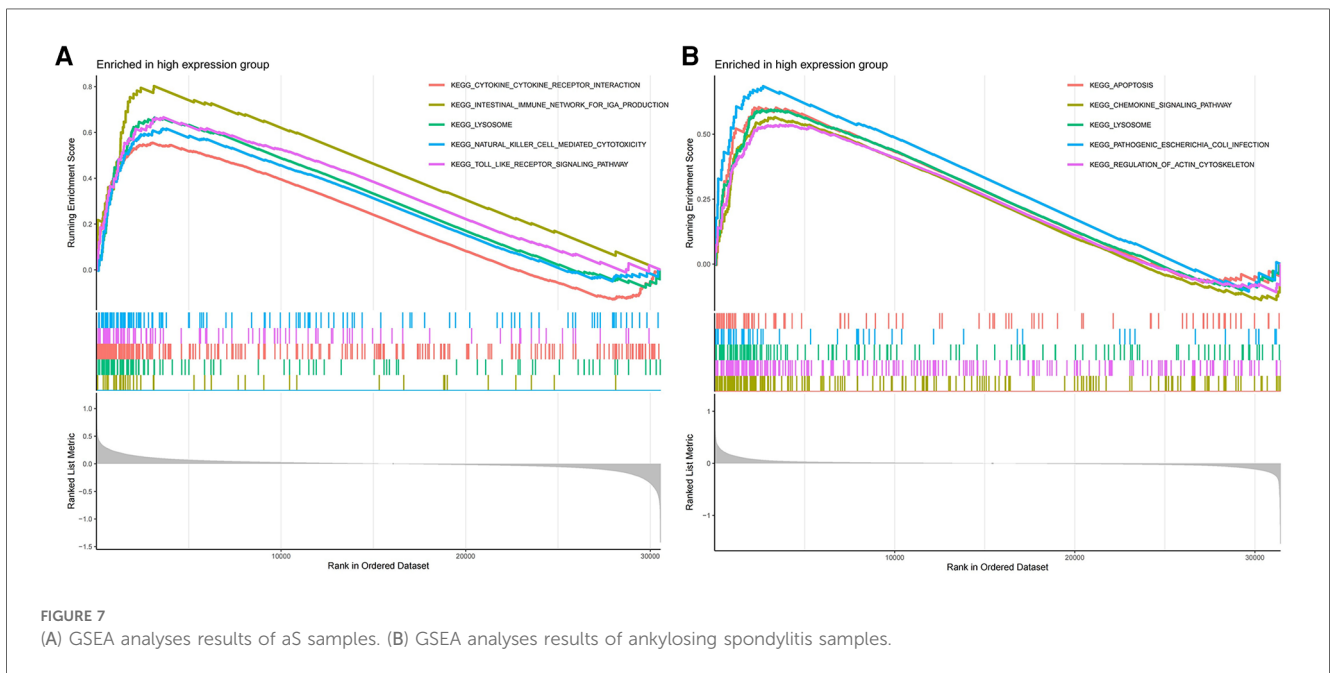 A
Enriched in high expression group
KEGG_CYTOKINE_CYTOKINE_RECEPTOR_INTERACTION
KEGG_INTESTINAL_IMMUNE_NETWORK_FOR_IGA_PRODUCTION
KEGG_LYSOSOME
KEGG_NATURAL_KILLER_CELL_MEDIATED_CYTOTOXICITY
KEGG_TOLL_LIKE_RECEPTOR_SIGNALING_PATHWAY
Running Enrichment Score
0.8
0.6
0.4
0.2
0.0
Ranked List Metric
1.0
0.5
0.0
−0.5
−1.0
−1.5
10000
20000
30000
Rank in Ordered Dataset
B
Enriched in high expression group
KEGG_APOPTOSIS
KEGG_CHEMOKINE_SIGNALING_PATHWAY
KEGG_LYSOSOME
KEGG_PATHOGENIC_ESCHERICHIA_COLI_INFECTION
KEGG_REGULATION_OF_ACTIN_CYTOSKELETON
Running Enrichment Score
0.50
0.25
0.00
Ranked List Metric
1
0
−1
10000
20000
30000
Rank in Ordered Dataset
FIGURE 7
(A) GSEA analyses results of aS samples. (B) GSEA analyses results of ankylosing spondylitis samples.